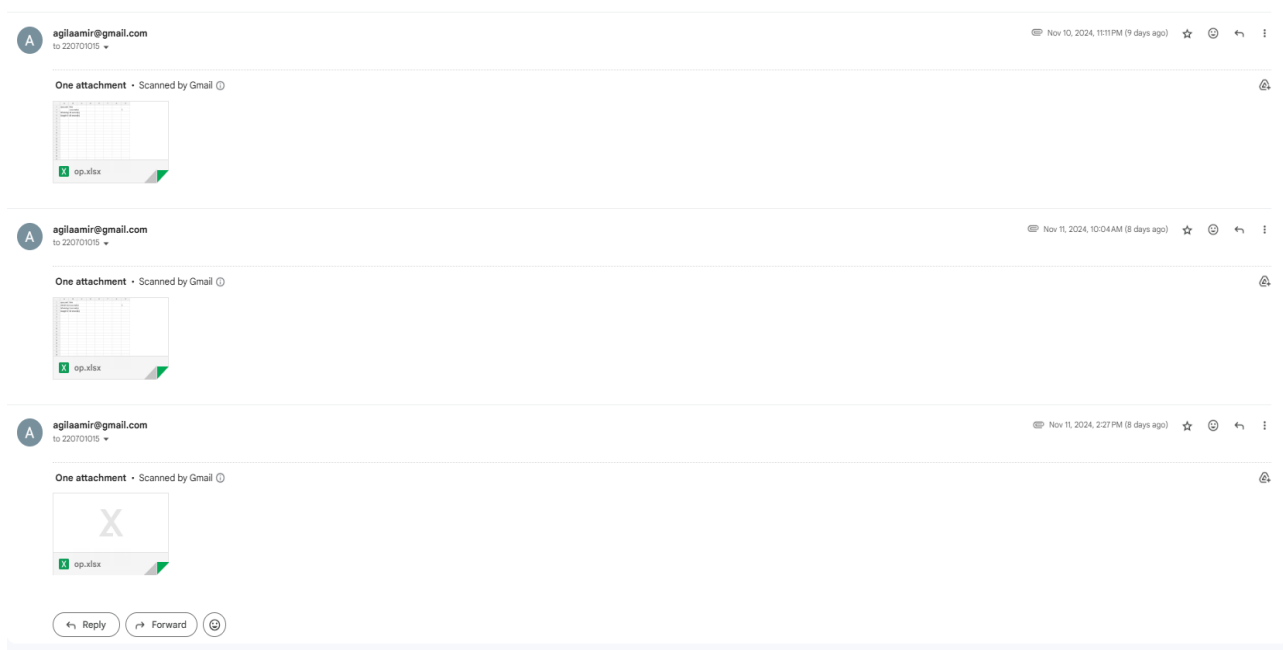 A
agilaamir@gmail.com
Nov 10, 2024, 11:11 PM (9 days ago)
to 220701015
One attachment • Scanned by Gmail
X op.xlsx
A
agilaamir@gmail.com
Nov 11, 2024, 10:04 AM (8 days ago)
to 220701015
One attachment • Scanned by Gmail
X op.xlsx
A
agilaamir@gmail.com
Nov 11, 2024, 2:27 PM (8 days ago)
to 220701015
One attachment • Scanned by Gmail
X
X op.xlsx
Reply
Forward